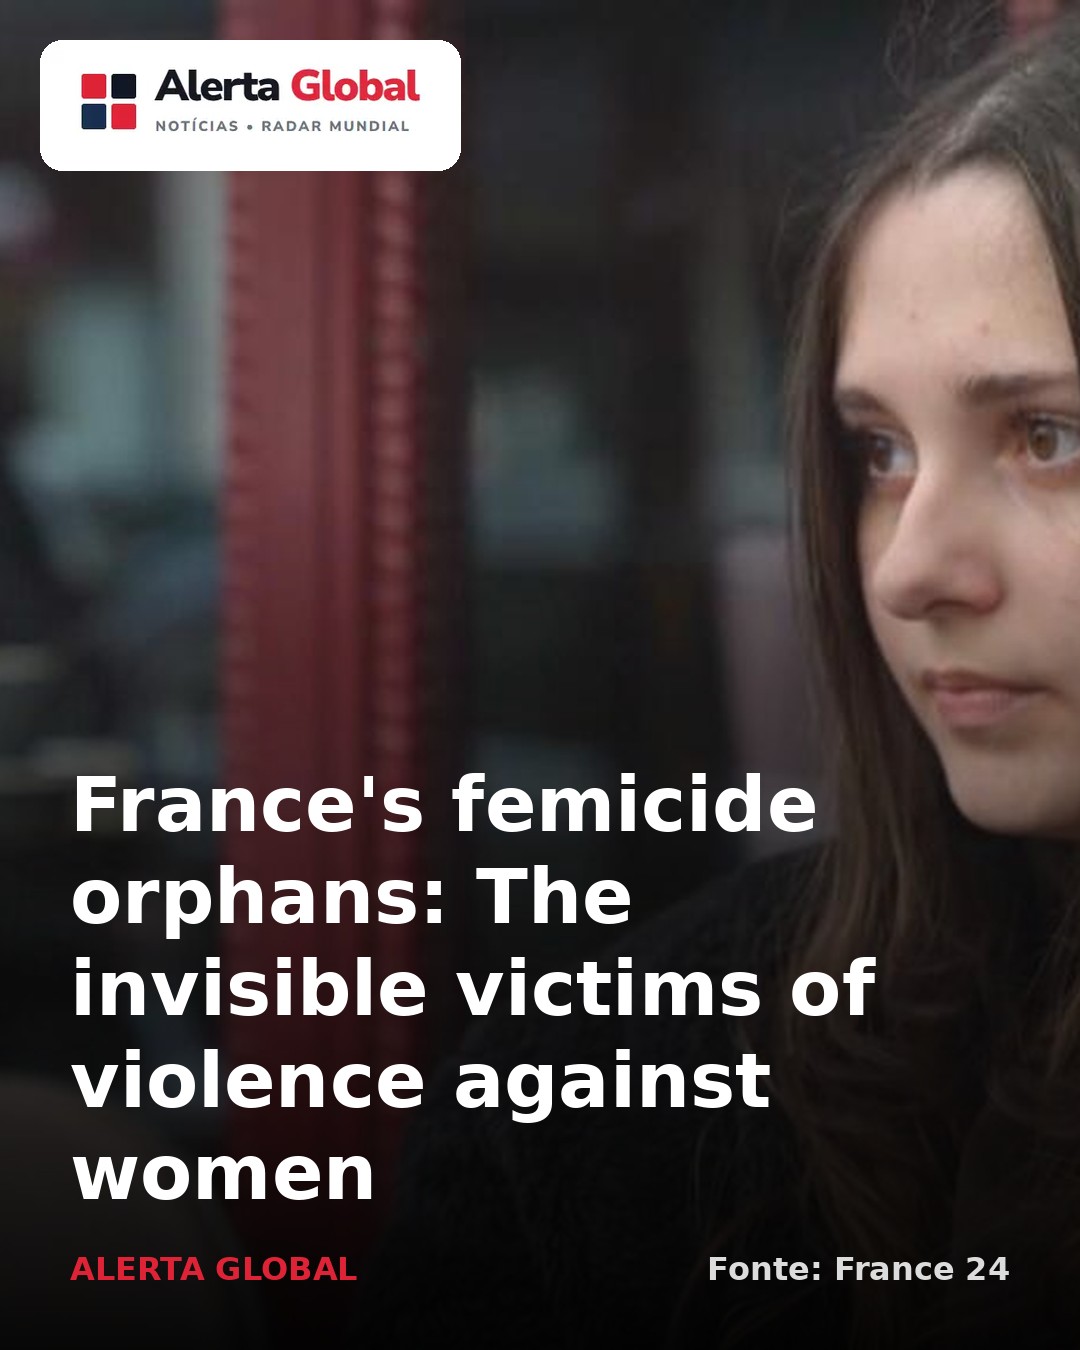 Alerta Global
NOTÍCIAS • RADAR MUNDIAL
France's femicide
orphans: The
invisible victims of
violence against
women
ALERTA GLOBAL
Fonte: France 24